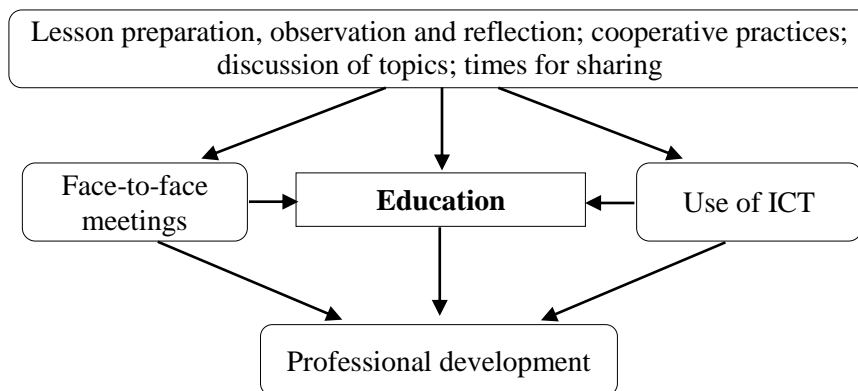 Lesson preparation, observation and reflection; cooperative practices;
discussion of topics; times for sharing
Face-to-face
meetings
Education
Use of ICT
Professional development